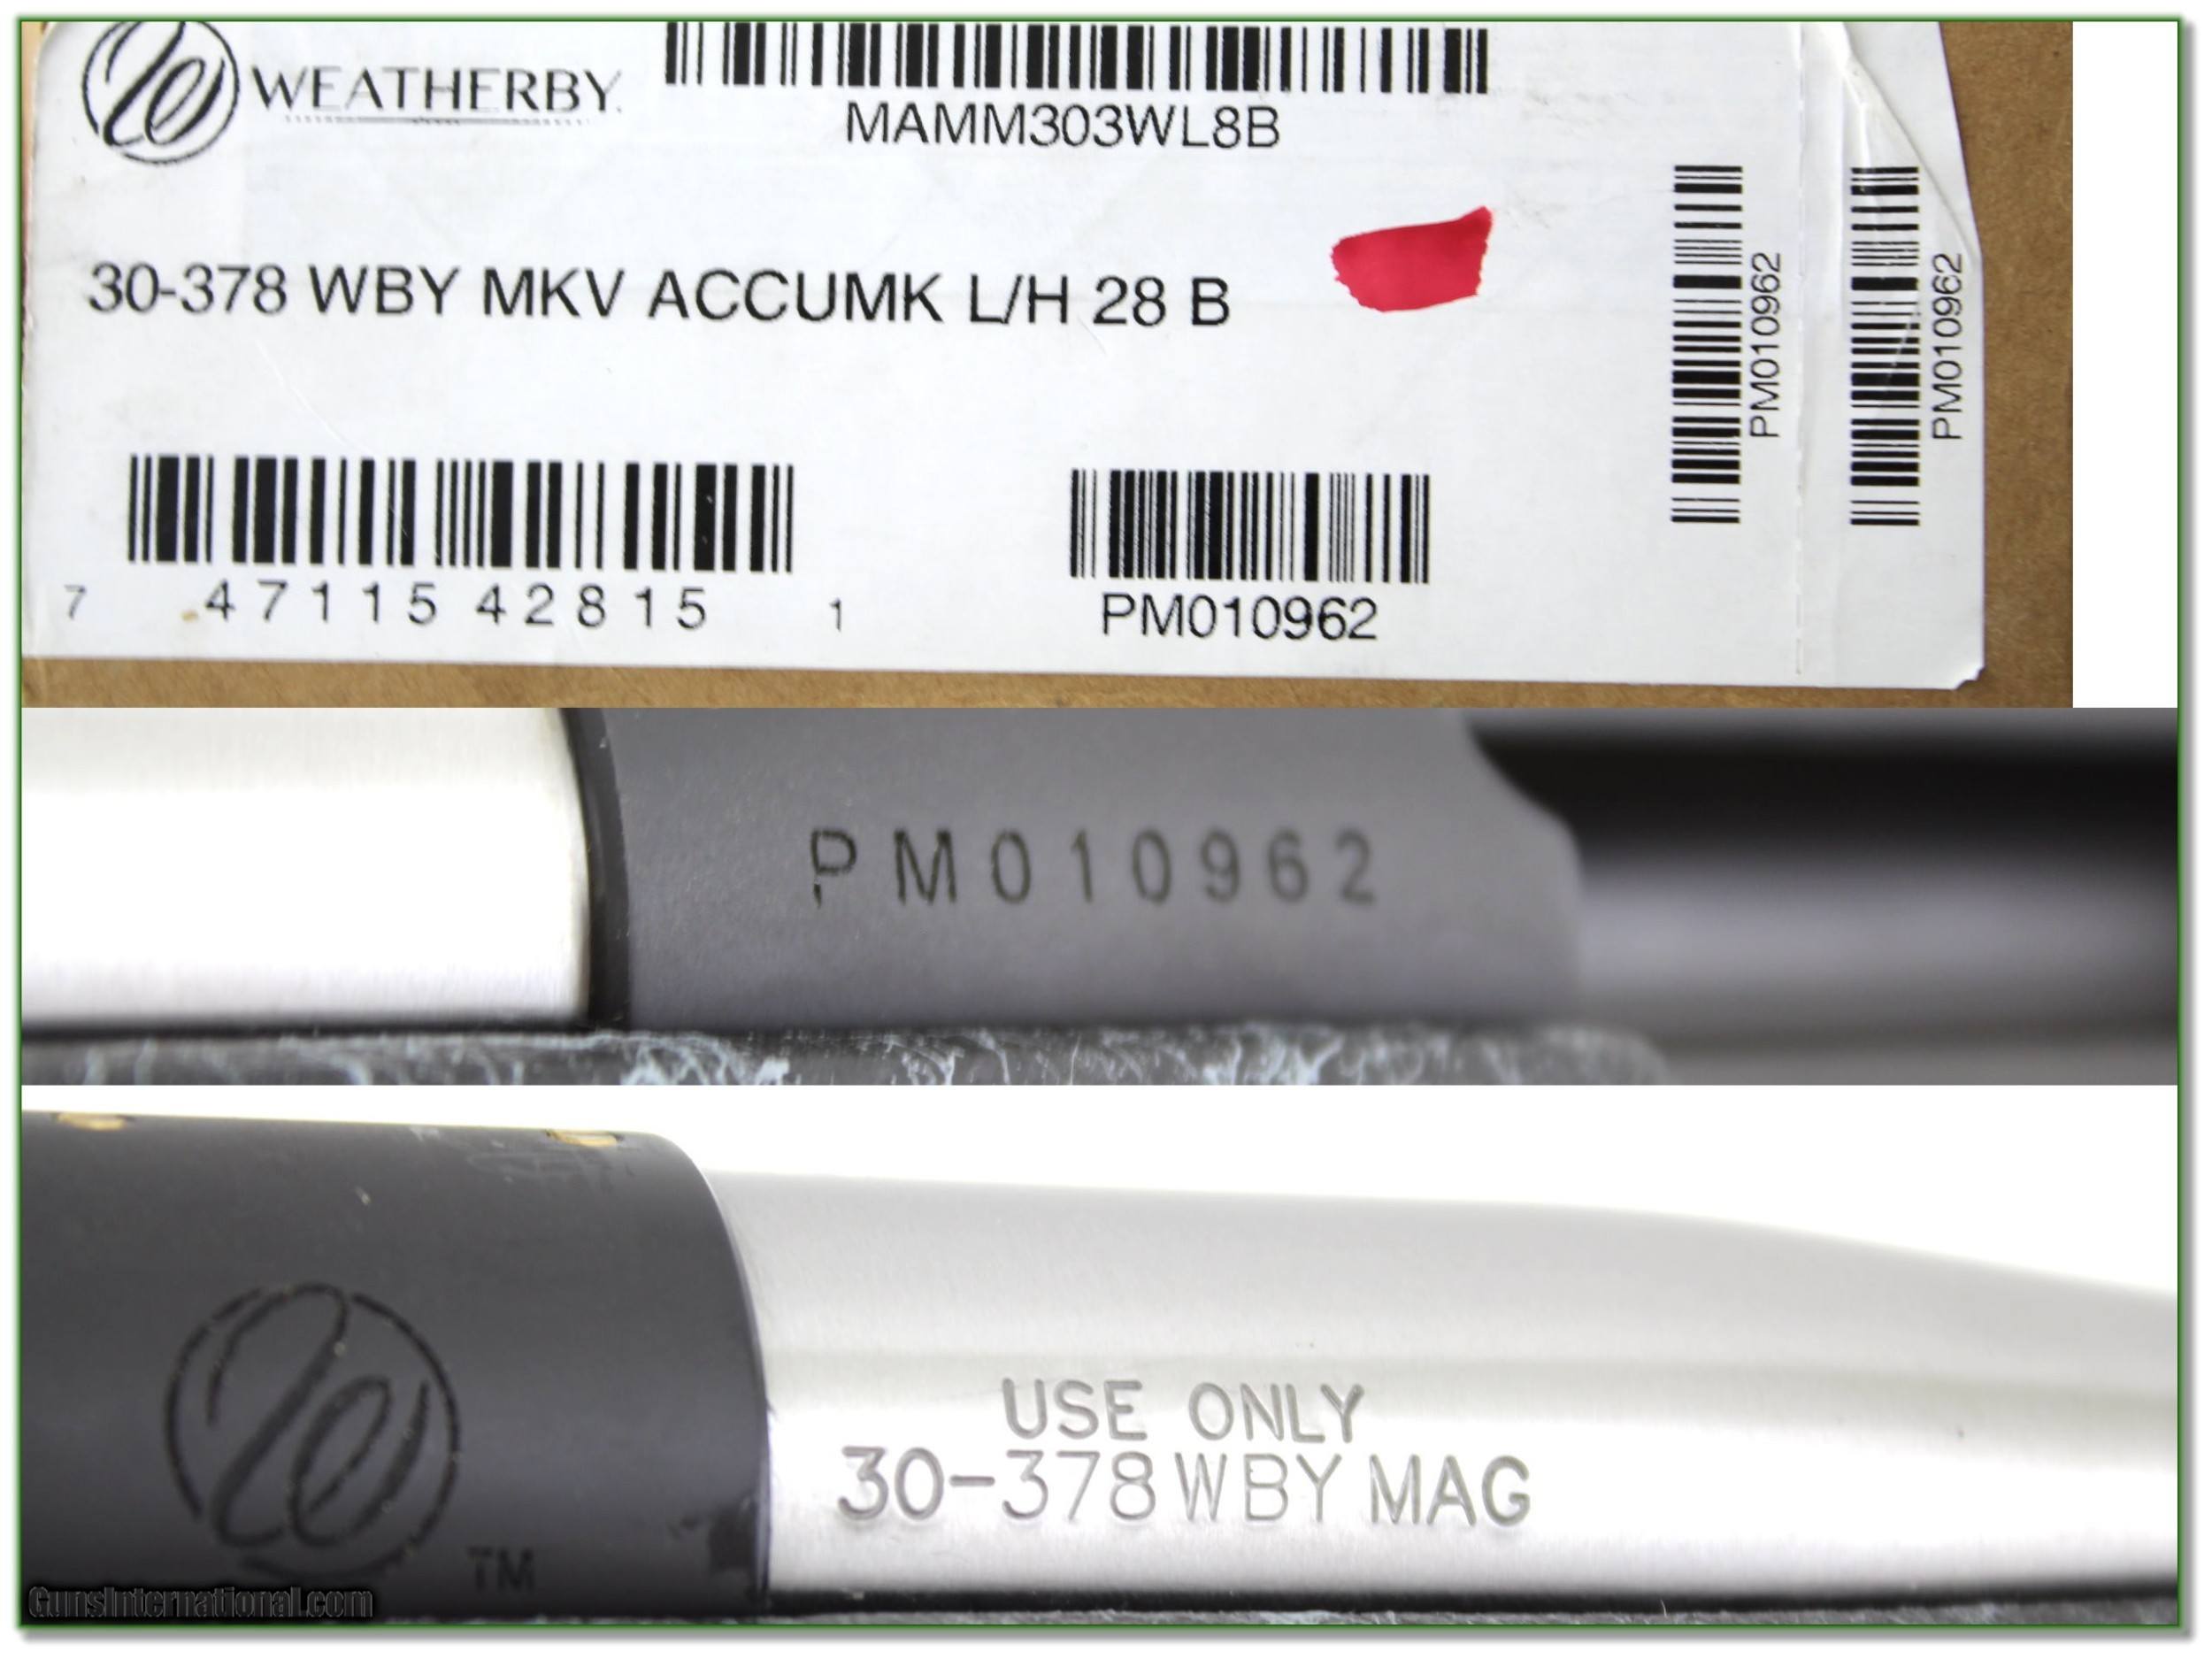 WEATHERBY
MAMM303WL8B
30-378 WBY MKV ACCUMK L/H 28 B
PM010962
PM010962
7 47115 42815 1
PM010962
PM010962
TM
USE ONLY
30-378 WBY MAG
GunsInternational.com